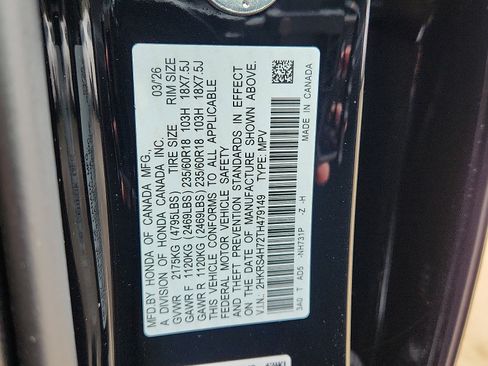 MFD.BY HONDA OF CANADA MFG., 03/26
A DIVISION OF HONDA CANADA INC.
GVWR 2175KG (4795LBS) TIRE SIZE RIM SIZE
GAWR F 1120KG (2469LBS) 235/60R18 103H 18X7.5J
GAWR R 1120KG (2469LBS) 235/60R18 103H 18X7.5J
THIS VEHICLE CONFORMS TO ALL APPLICABLE
FEDERAL MOTOR VEHICLE SAFETY
AND THEFT PREVENTION STANDARDS IN EFFECT
ON THE DATE OF MANUFACTURE SHOWN ABOVE.
V.I.N.: 2HKRS4H72TH479149 TYPE: MPV
3A0 T AD5 -NH731P -Z -H MADE IN CANADA